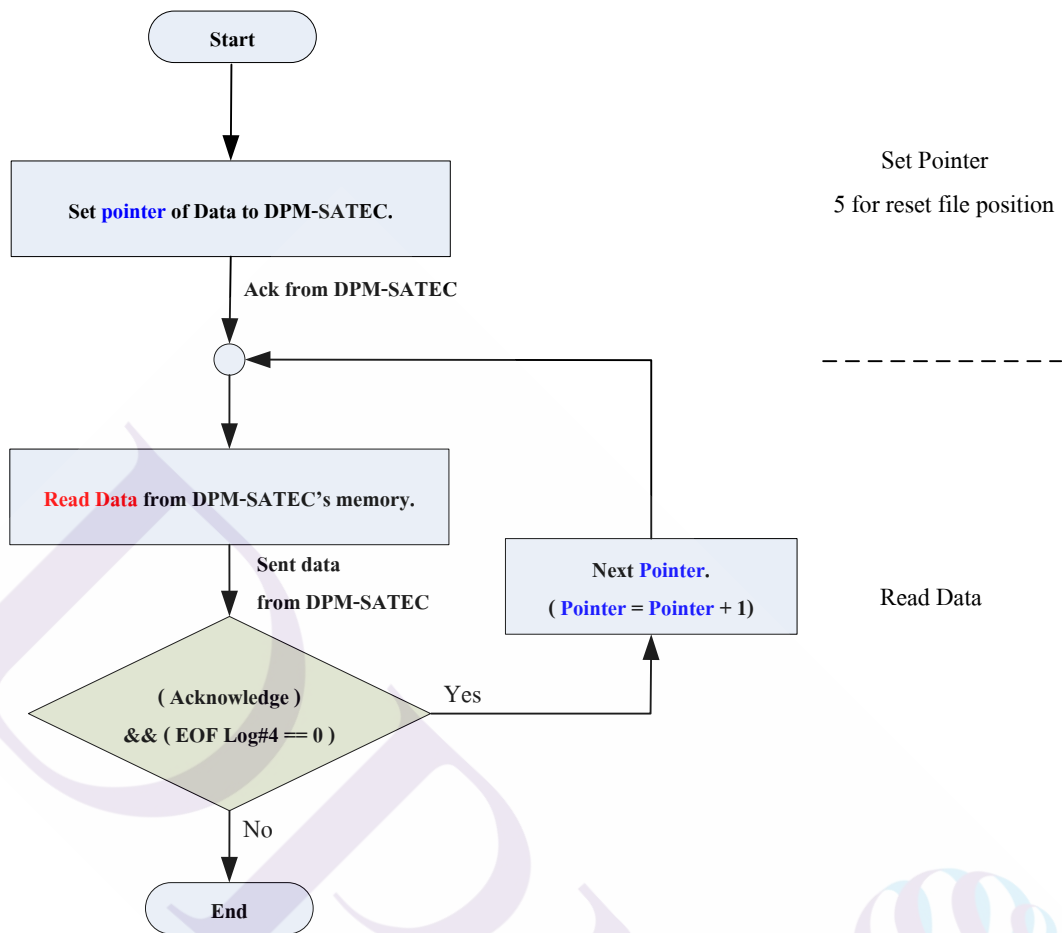 Start
Set Pointer
5 for reset file position
Set pointer of Data to DPM-SATEC.
Ack from DPM-SATEC
Read Data from DPM-SATEC's memory.
Sent data
from DPM-SATEC
Next Pointer.
( Pointer = Pointer + 1)
Read Data
( Acknowledge )
&& ( EOF Log#4 == 0 )
Yes
No
End